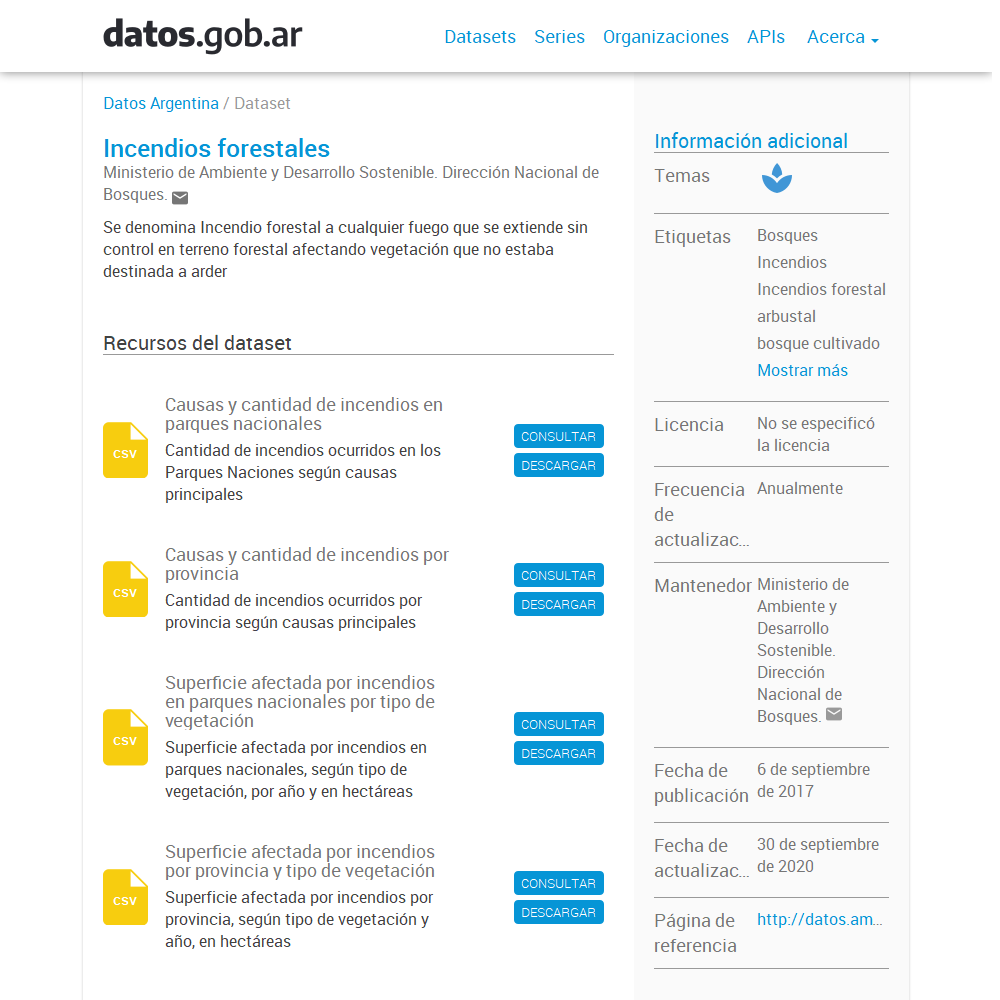 datos.gob.ar
Datasets Series Organizaciones APIs Acerca
Datos Argentina / Dataset
Incendios forestales
Ministerio de Ambiente y Desarrollo Sostenible. Dirección Nacional de
Bosques.
Se denomina Incendio forestal a cualquier fuego que se extiende sin
control en terreno forestal afectando vegetación que no estaba
destinada a arder
Recursos del dataset
CSV
Causas y cantidad de incendios en
parques nacionales
Cantidad de incendios ocurridos en los
Parques Naciones según causas
principales
CONSULTAR
DESCARGAR
CSV
Causas y cantidad de incendios por
provincia
Cantidad de incendios ocurridos por
provincia según causas principales
CONSULTAR
DESCARGAR
CSV
Superficie afectada por incendios
en parques nacionales por tipo de
vegetación
Superficie afectada por incendios en
parques nacionales, según tipo de
vegetación, por año y en hectáreas
CONSULTAR
DESCARGAR
CSV
Superficie afectada por incendios
por provincia y tipo de vegetación
Superficie afectada por incendios por
provincia, según tipo de vegetación y
año, en hectáreas
CONSULTAR
DESCARGAR
Información adicional
Temas
Etiquetas
Bosques
Incendios
Incendios forestal
arbustal
bosque cultivado
Mostrar más
Licencia
No se especificó
la licencia
Frecuencia
de
actualizac...
Anualmente
Mantenedor
Ministerio de
Ambiente y
Desarrollo
Sostenible.
Dirección
Nacional de
Bosques.
Fecha de
publicación
6 de septiembre
de 2017
Fecha de
actualizac...
30 de septiembre
de 2020
Página de
referencia
http://datos.am...